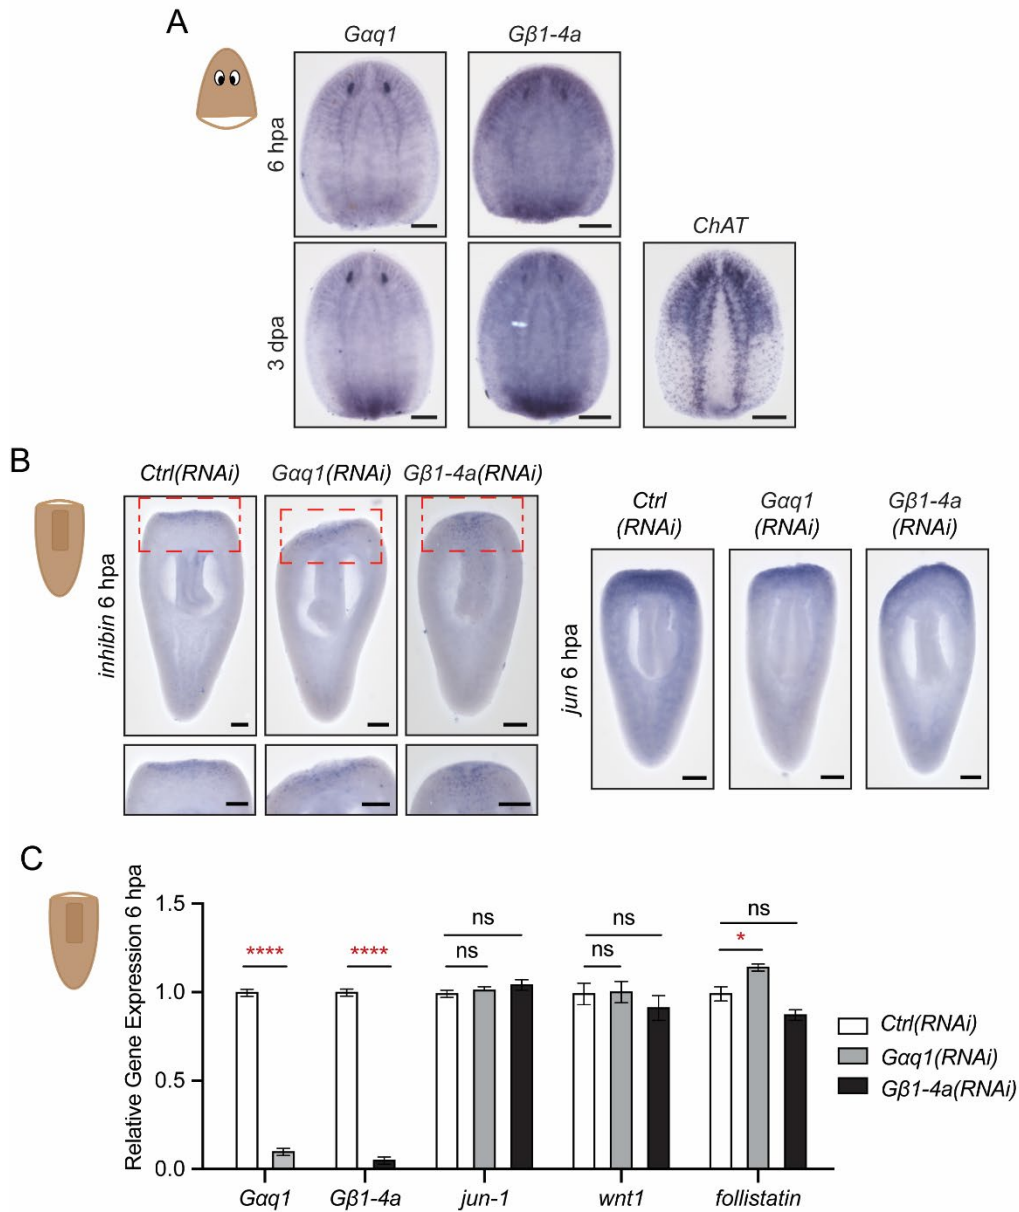 A
Gαq1
Gβ1-4a
6 hpa
ChAT
3 dpa
B
Ctrl(RNAi)
Gαq1(RNAi)
Gβ1-4a(RNAi)
inhibin 6 hpa
Ctrl
(RNAi)
Gαq1
(RNAi)
Gβ1-4a
(RNAi)
jun 6 hpa
C
Relative Gene Expression 6 hpa
1.5
1.0
0.5
0.0
****
****
ns
ns
ns
ns
ns
*
Ctrl(RNAi)
Gαq1(RNAi)
Gβ1-4a(RNAi)
Gαq1
Gβ1-4a
jun-1
wnt1
follistatin